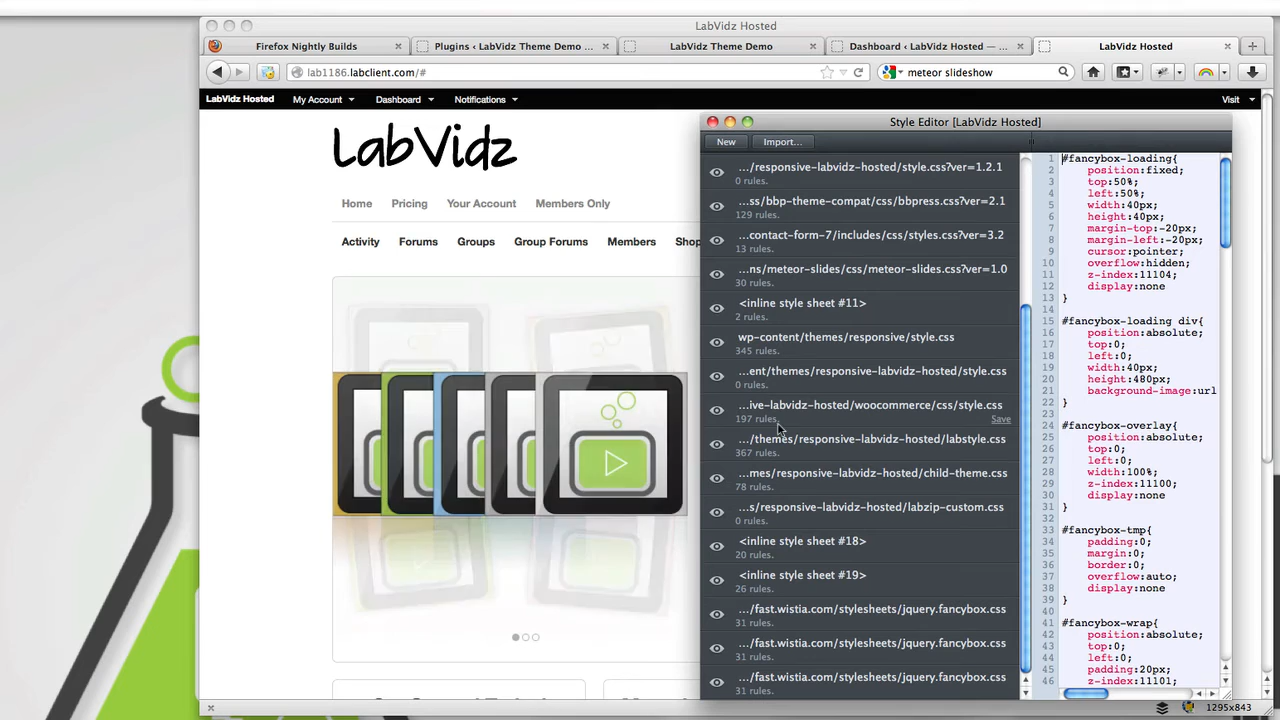 LabVidz Hosted
Firefox Nightly Builds
Plugins ‹ LabVidz Theme Demo ...
LabVidz Theme Demo
Dashboard ‹ LabVidz Hosted — ...
LabVidz Hosted
lab1186.labclient.com/#
meteor slideshow
LabVidz Hosted My Account Dashboard Notifications Visit
LabVidz
Home Pricing Your Account Members Only
Activity Forums Groups Group Forums Members Shop
Style Editor [LabVidz Hosted]
New Import...
.../responsive-labvidz-hosted/style.css?ver=1.2.1
0 rules.
...ss/bbp-theme-compat/css/bbpress.css?ver=2.1
129 rules.
...contact-form-7/includes/css/styles.css?ver=3.2
13 rules.
...ns/meteor-slides/css/meteor-slides.css?ver=1.0
30 rules.
<inline style sheet #11>
2 rules.
wp-content/themes/responsive/style.css
345 rules.
...ent/themes/responsive-labvidz-hosted/style.css
0 rules.
...ive-labvidz-hosted/woocommerce/css/style.css
197 rules. Save
.../themes/responsive-labvidz-hosted/labstyle.css
367 rules.
...mes/responsive-labvidz-hosted/child-theme.css
78 rules.
...s/responsive-labvidz-hosted/labzip-custom.css
0 rules.
<inline style sheet #18>
20 rules.
<inline style sheet #19>
26 rules.
.../fast.wistia.com/stylesheets/jquery.fancybox.css
31 rules.
.../fast.wistia.com/stylesheets/jquery.fancybox.css
31 rules.
.../fast.wistia.com/stylesheets/jquery.fancybox.css
31 rules.
1 #fancybox-loading{
2 position:fixed;
3 top:50%;
4 left:50%;
5 width:40px;
6 height:40px;
7 margin-top:-20px;
8 margin-left:-20px;
9 cursor:pointer;
10 overflow:hidden;
11 z-index:11104;
12 display:none
13 }
14
15 #fancybox-loading div{
16 position:absolute;
17 top:0;
18 left:0;
19 width:40px;
20 height:480px;
21 background-image:url
22 }
23
24 #fancybox-overlay{
25 position:absolute;
26 top:0;
27 left:0;
28 width:100%;
29 z-index:11100;
30 display:none
31 }
32
33 #fancybox-tmp{
34 padding:0;
35 margin:0;
36 border:0;
37 overflow:auto;
38 display:none
39 }
40
41 #fancybox-wrap{
42 position:absolute;
43 top:0;
44 left:0;
45 padding:20px;
46 z-index:11101;
1295x843